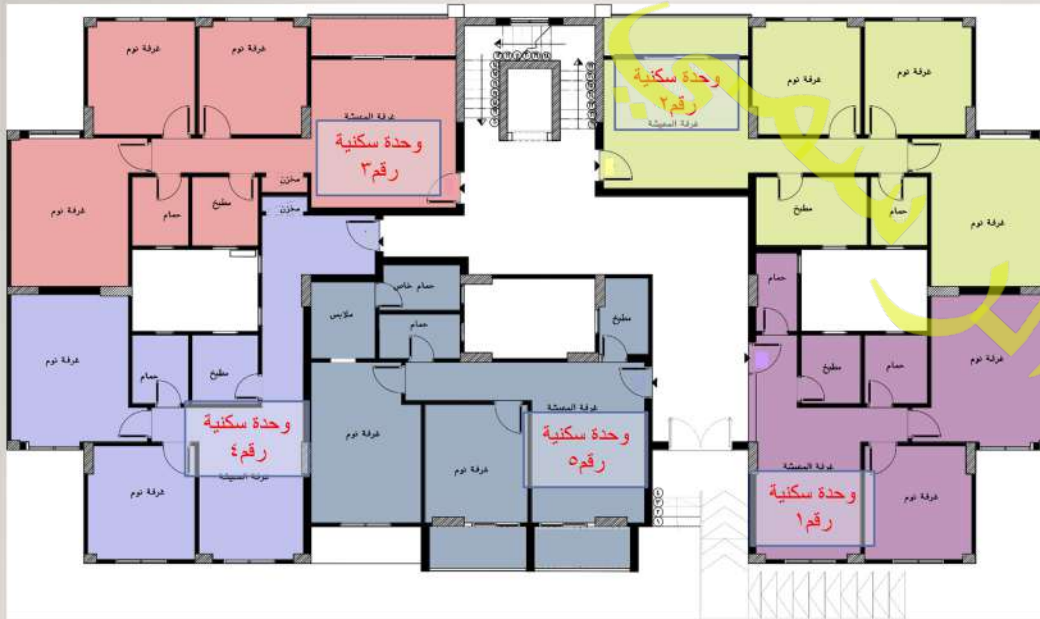 غرفة نوم
غرفة نوم
غرفة المعيشة
وحدة سكنية
رقم٣
غرفة نوم
حمام
مطبخ
مخزن
وحدة سكنية
رقم٢
غرفة المعيشة
غرفة نوم
غرفة نوم
مطبخ
حمام
غرفة نوم
مخزن
غرفة نوم
حمام
مطبخ
وحدة سكنية
رقم٤
غرفة المعيشة
غرفة نوم
حمام خاص
ملابس
حمام
مطبخ
غرفة المعيشة
وحدة سكنية
رقم٥
غرفة نوم
غرفة نوم
حمام
مطبخ
حمام
غرفة نوم
غرفة المعيشة
وحدة سكنية
رقم١
غرفة نوم